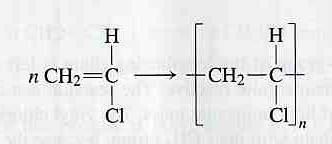 H H
n CH₂=C ⟶ [ -CH₂-C- ]ₙ
Cl Cl